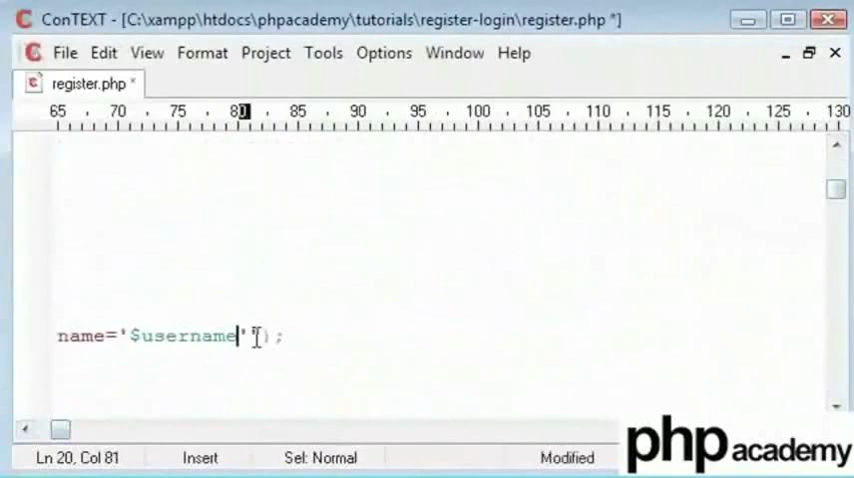 ConTEXT - [C:\xampp\htdocs\phpacademy\tutorials\register-login\register.php *]
File Edit View Format Project Tools Options Window Help
register.php *
65 70 75 80 85 90 95 100 105 110 115 120 125 130
name='$username'");
Ln 20, Col 81 Insert Sel: Normal Modified
php academy